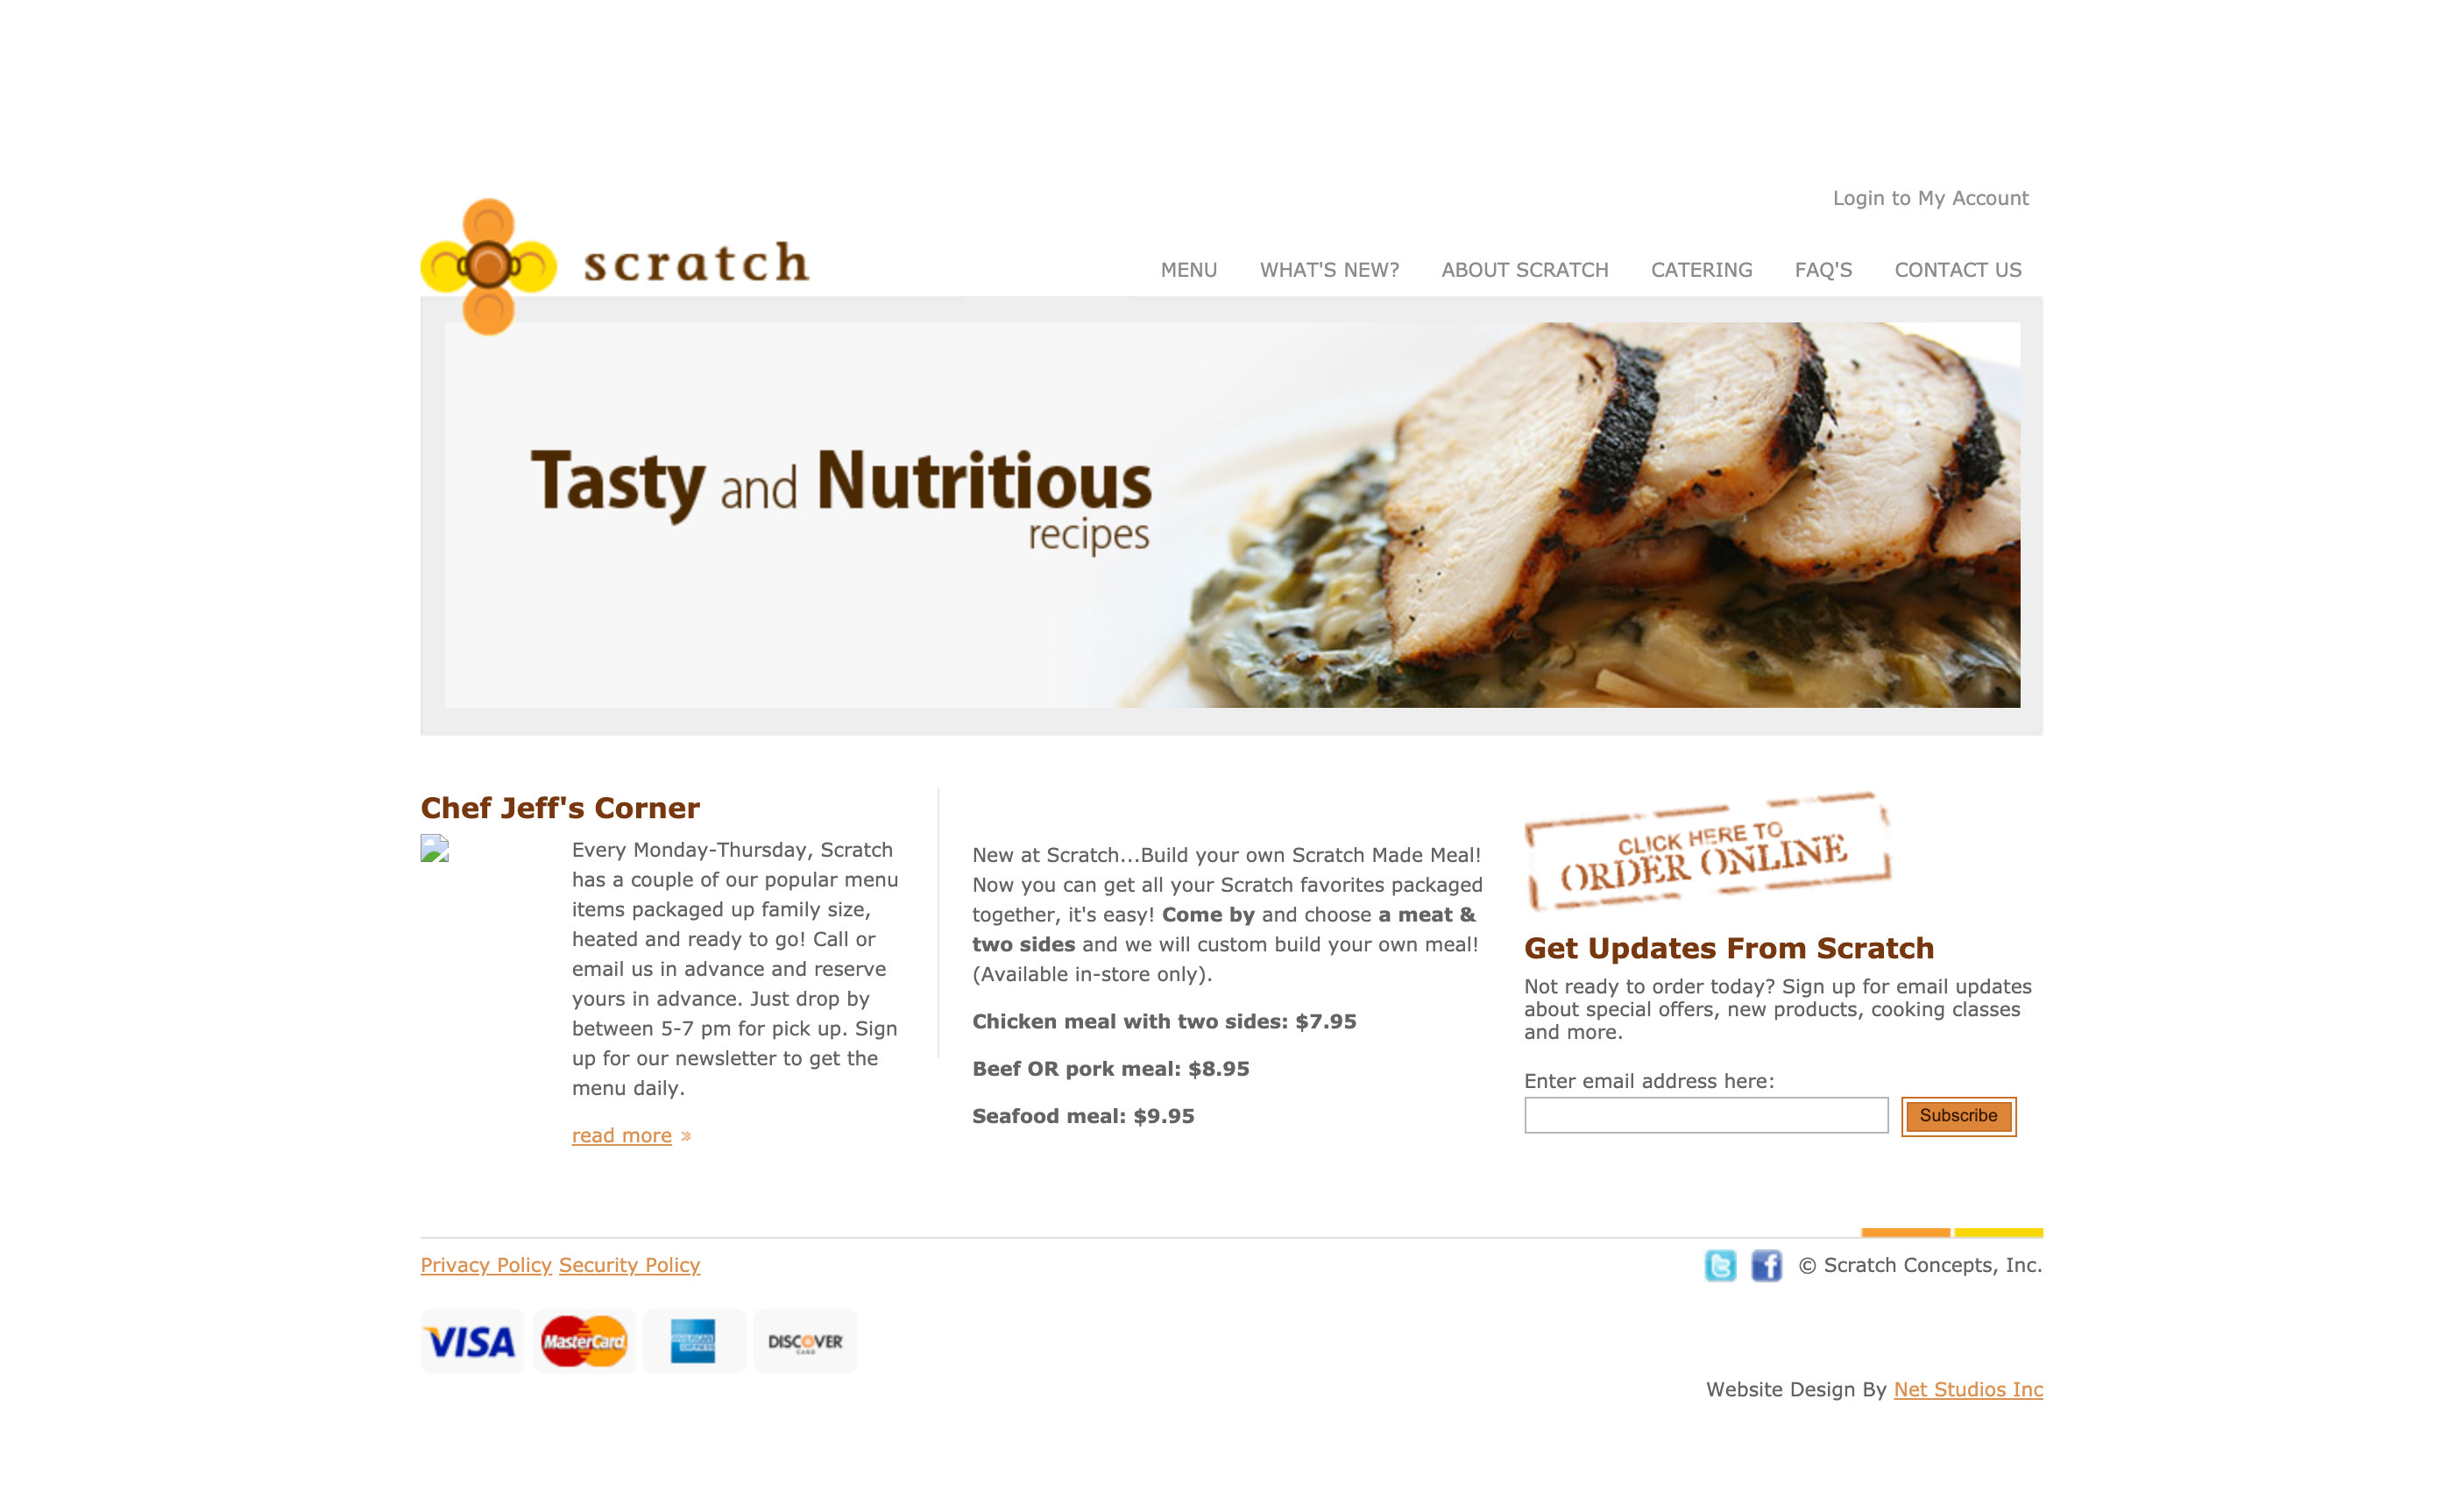 Login to My Account
scratch
MENU WHAT'S NEW? ABOUT SCRATCH CATERING FAQ'S CONTACT US
Tasty and Nutritious
recipes
Chef Jeff's Corner
Every Monday-Thursday, Scratch
has a couple of our popular menu
items packaged up family size,
heated and ready to go! Call or
email us in advance and reserve
yours in advance. Just drop by
between 5-7 pm for pick up. Sign
up for our newsletter to get the
menu daily.
read more »
New at Scratch...Build your own Scratch Made Meal!
Now you can get all your Scratch favorites packaged
together, it's easy! Come by and choose a meat &
two sides and we will custom build your own meal!
(Available in-store only).
Chicken meal with two sides: $7.95
Beef OR pork meal: $8.95
Seafood meal: $9.95
CLICK HERE TO
ORDER ONLINE
Get Updates From Scratch
Not ready to order today? Sign up for email updates
about special offers, new products, cooking classes
and more.
Enter email address here:
Subscribe
Privacy Policy Security Policy
© Scratch Concepts, Inc.
VISA MasterCard AMERICAN EXPRESS DISCOVER
CARD
Website Design By Net Studios Inc